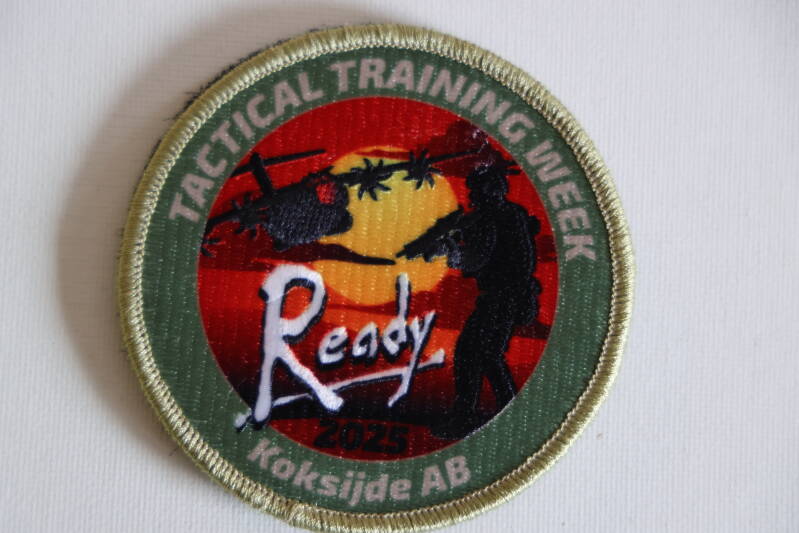 TACTICAL TRAINING WEEK
Ready
2025
Koksijde AB